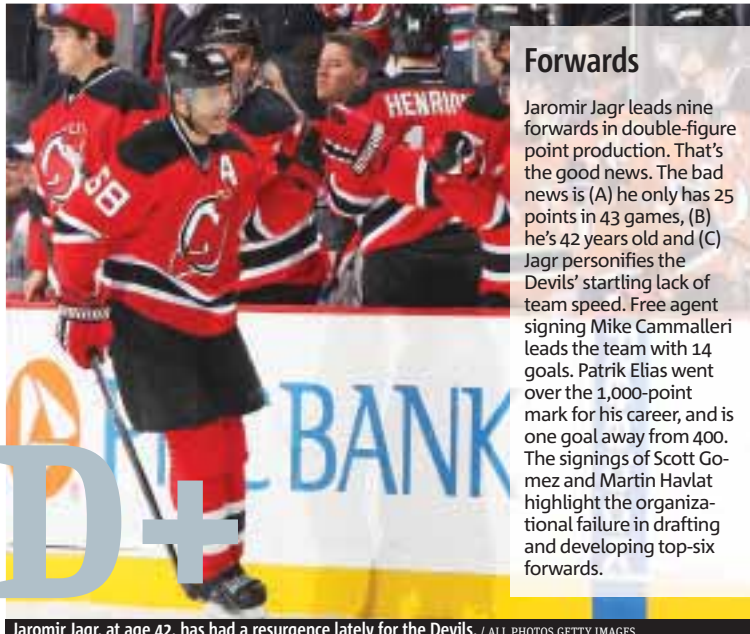 Forwards
Jaromir Jagr leads nine
forwards in double-figure
point production. That’s
the good news. The bad
news is (A) he only has 25
points in 43 games, (B)
he’s 42 years old and (C)
Jagr personifies the
Devils’ startling lack of
team speed. Free agent
signing Mike Cammalleri
leads the team with 14
goals. Patrik Elias went
over the 1,000-point
mark for his career, and is
one goal away from 400.
The signings of Scott Go-
mez and Martin Havlat
highlight the organiza-
tional failure in drafting
and developing top-six
forwards.
68
A
BANK
D+
Jaromir Jagr, at age 42, has had a resurgence lately for the Devils. / ALL PHOTOS GETTY IMAGES